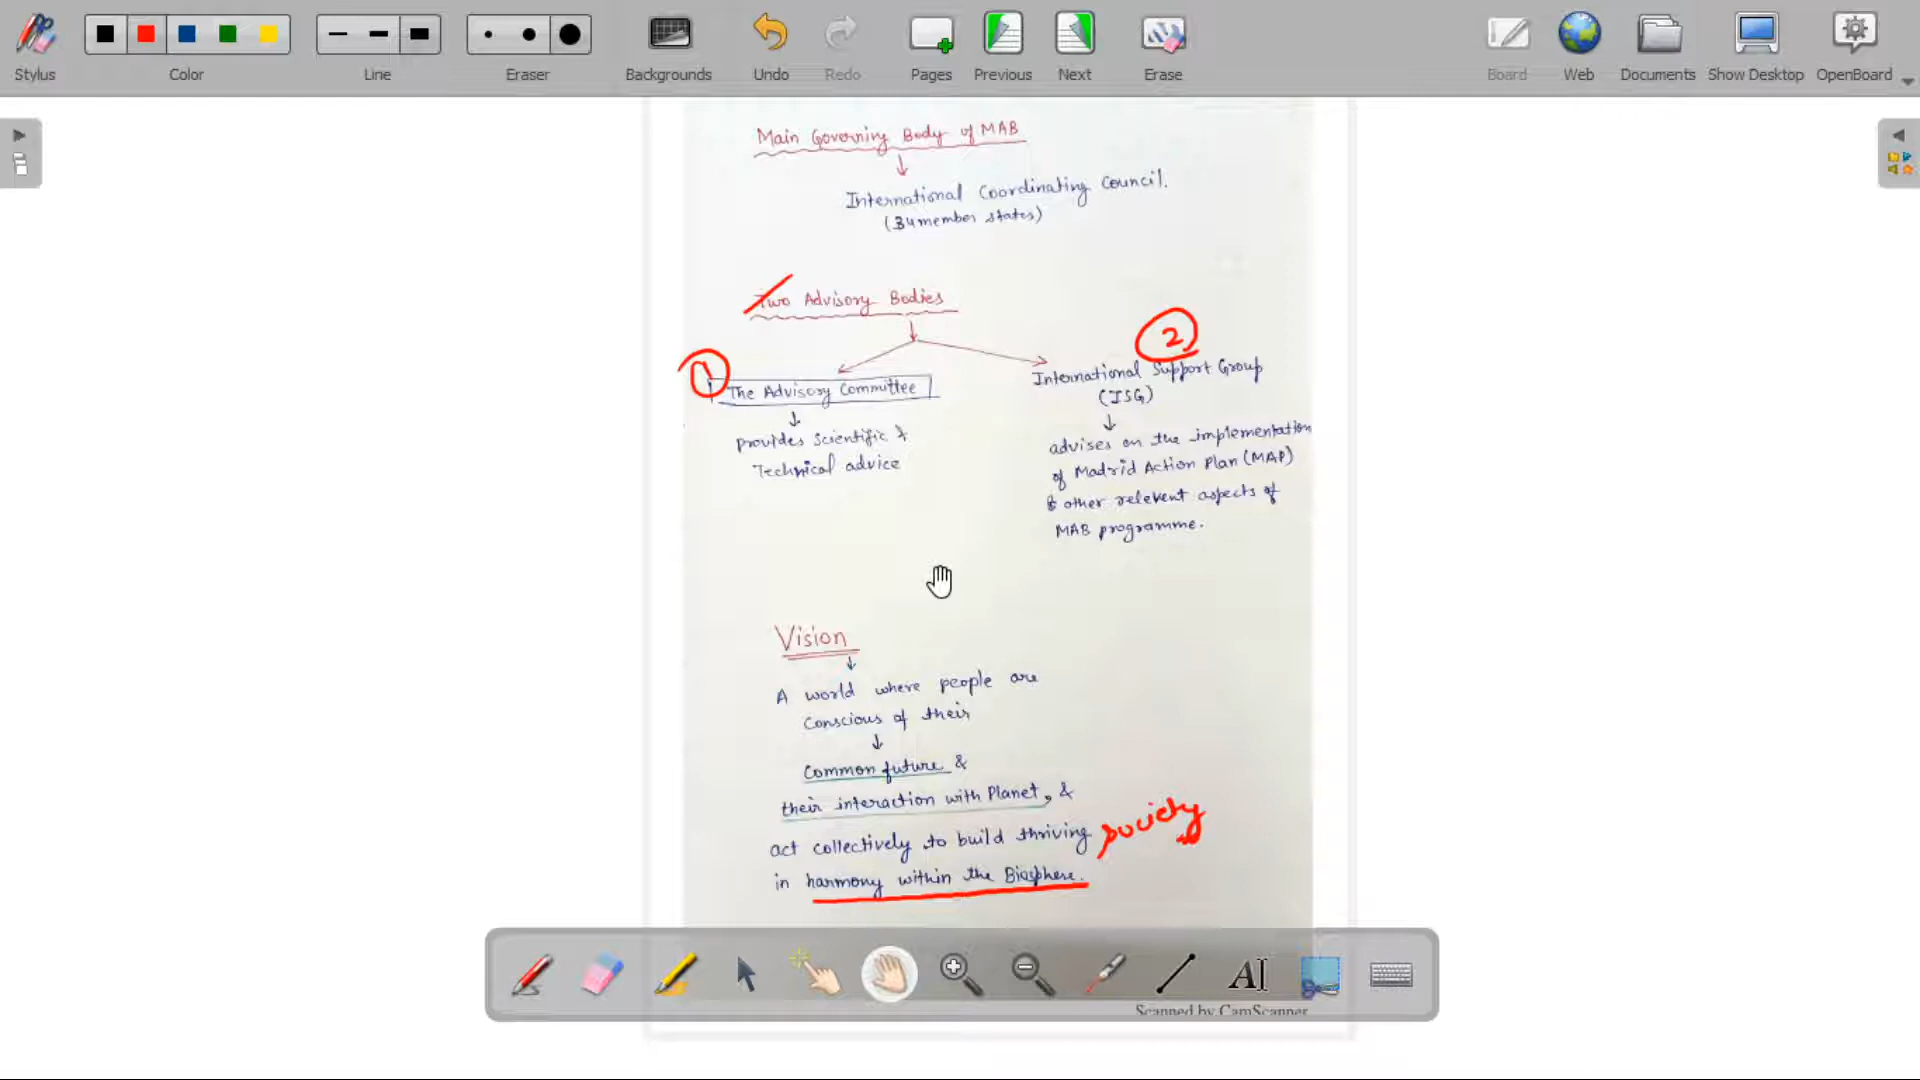 Stylus
Color
Line
Eraser
Backgrounds
Undo
Redo
Pages
Previous
Next
Erase
Board
Web
Documents
Show Desktop
OpenBoard
Main Governing Body of MAB
International Coordinating Council.
(34 member states)
Two Advisory Bodies
1
The Advisory Committee
provides scientific &
Technical advice
2
International Support Group
(ISG)
advises on the implementation
of Madrid Action Plan (MAP)
& other relevent aspects of
MAB programme.
Vision
A world where people are
conscious of their
common future &
their interaction with Planet, &
act collectively to build thriving society
in harmony within the Biosphere.
Scanned by CamScanner